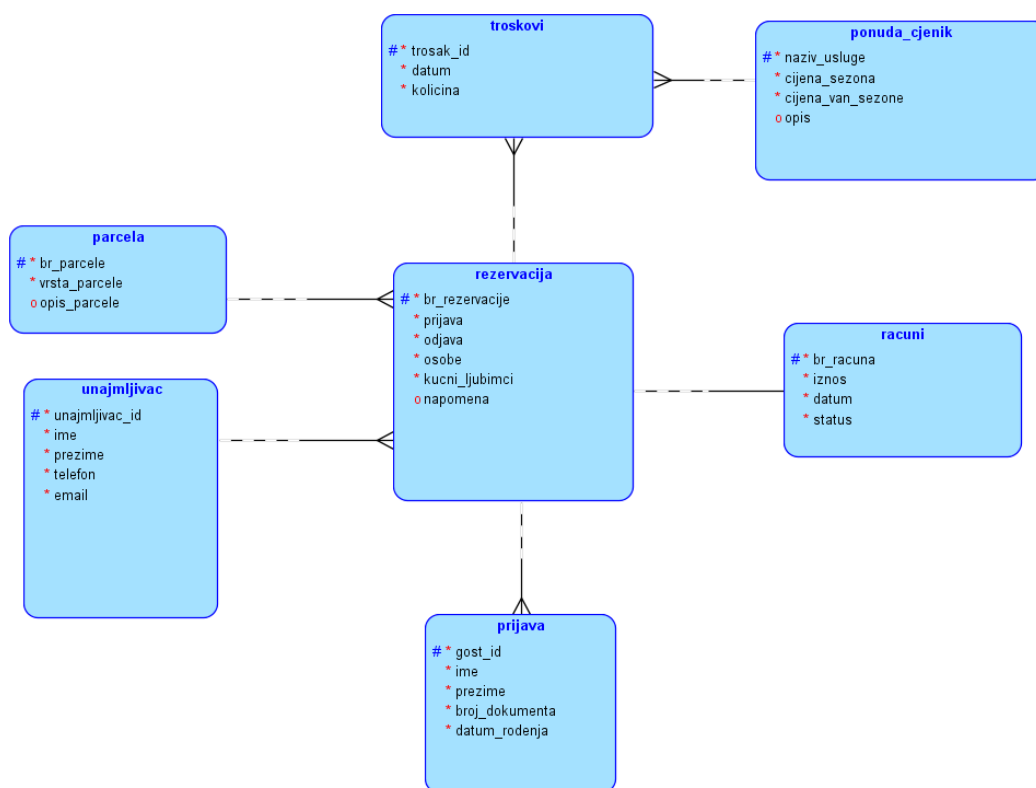 troskovi
# * trosak_id
* datum
* kolicina
ponuda_cjenik
# * naziv_usluge
* cijena_sezona
* cijena_van_sezone
o opis
parcela
# * br_parcele
* vrsta_parcele
o opis_parcele
rezervacija
# * br_rezervacije
* prijava
* odjava
* osobe
* kucni_ljubimci
o napomena
racuni
# * br_racuna
* iznos
* datum
* status
unajmljivac
# * unajmljivac_id
* ime
* prezime
* telefon
* email
prijava
# * gost_id
* ime
* prezime
* broj_dokumenta
* datum_rodenja